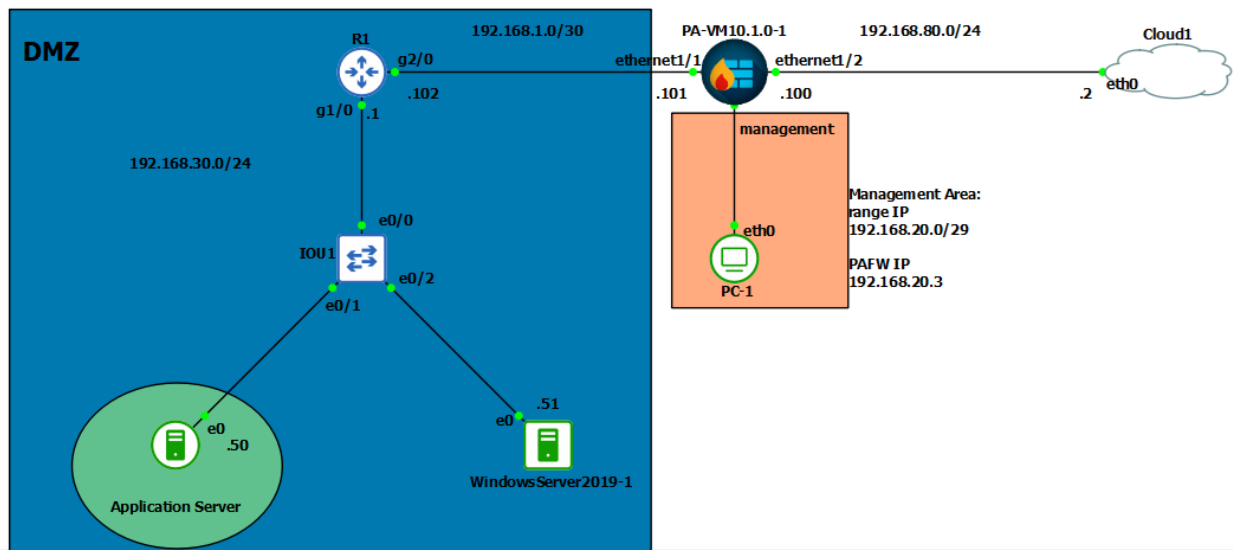 DMZ
R1
192.168.1.0/30
PA-VM10.1.0-1
192.168.80.0/24
Cloud1
g2/0
ethernet1/1
ethernet1/2
eth0
.102
.101
.100
.2
g1/0
.1
management
192.168.30.0/24
Management Area:
range IP
192.168.20.0/29
PAFW IP
192.168.20.3
e0/0
eth0
IOU1
e0/2
PC-1
e0/1
.51
e0
e0
.50
WindowsServer2019-1
Application Server